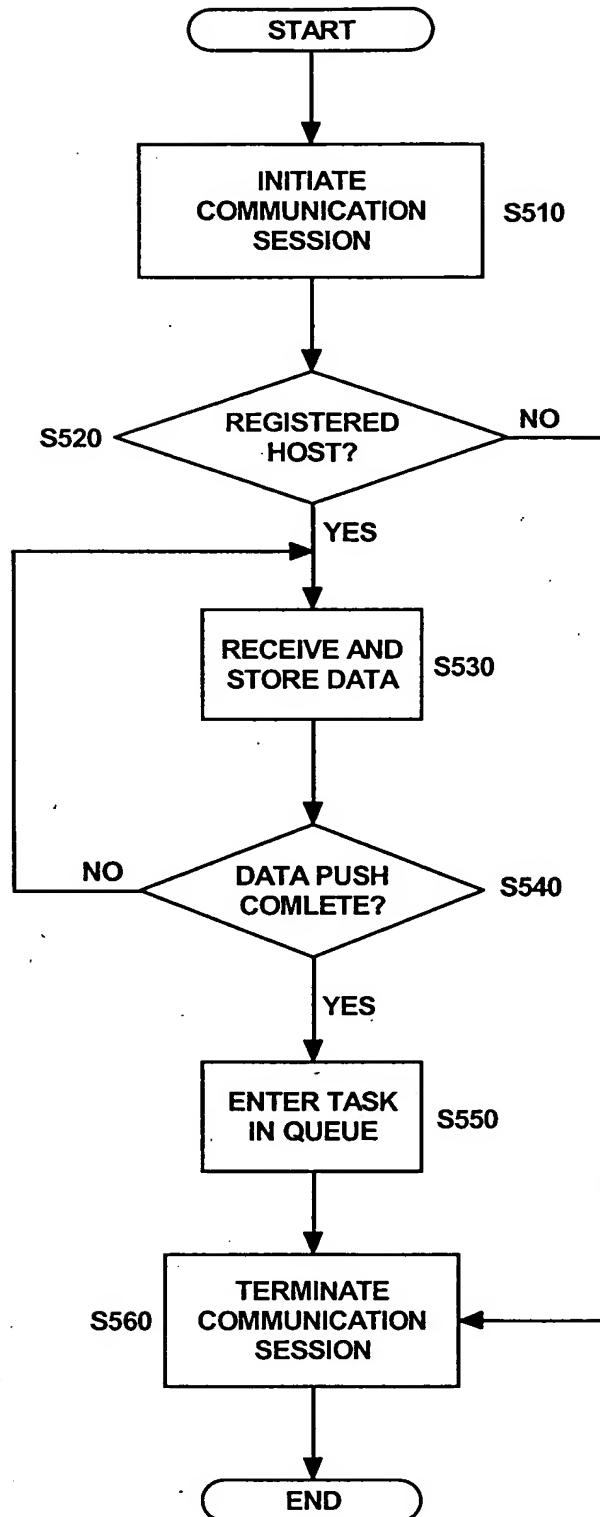 START
INITIATE
COMMUNICATION
SESSION
S510
S520
REGISTERED
HOST?
NO
YES
RECEIVE AND
STORE DATA
S530
NO
DATA PUSH
COMLETE?
S540
YES
ENTER TASK
IN QUEUE
S550
S560
TERMINATE
COMMUNICATION
SESSION
END